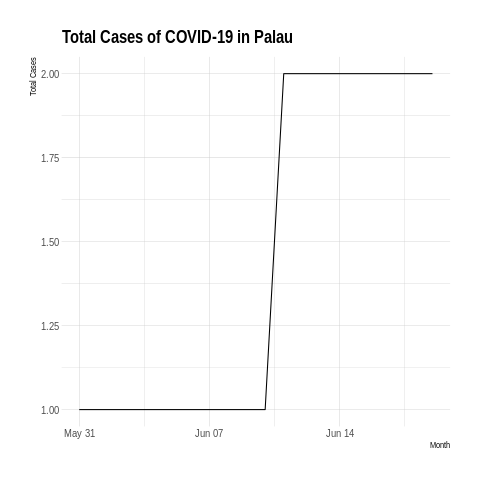 Total Cases of COVID-19 in Palau
Total Cases
2.00
1.75
1.50
1.25
1.00
May 31
Jun 07
Jun 14
Month